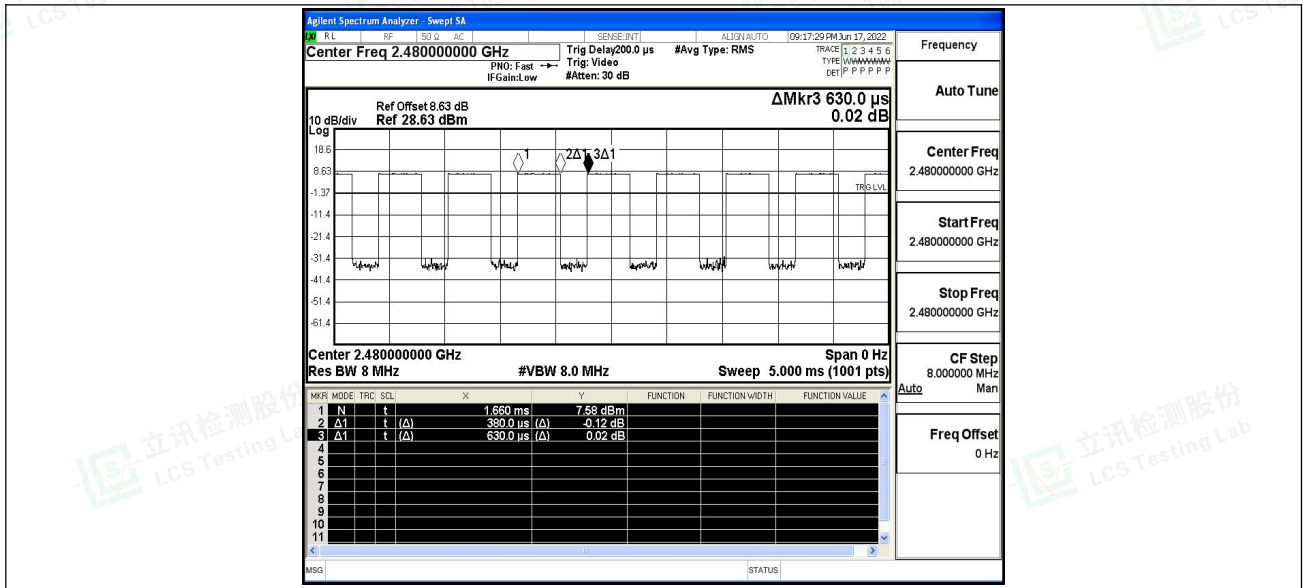 Agilent Spectrum Analyzer - Swept SA
LXI RL RF 50 Ω AC SENSE:INT ALIGN AUTO 09:17:29 PM Jun 17, 2022
Center Freq 2.480000000 GHz
PNO: Fast
IFGain:Low
Trig Delay200.0 µs
Trig: Video
#Atten: 30 dB
#Avg Type: RMS
TRACE 1 2 3 4 5 6
TYPE WWWWWW
DET P P P P P P
Frequency
Auto Tune
Center Freq
2.480000000 GHz
Start Freq
2.480000000 GHz
Stop Freq
2.480000000 GHz
CF Step
8.000000 MHz
Auto Man
Freq Offset
0 Hz
ΔMkr3 630.0 µs
0.02 dB
Ref Offset 8.63 dB
10 dB/div Ref 28.63 dBm
Log
18.6
8.63
-1.37
-11.4
-21.4
-31.4
-41.4
-51.4
-61.4
1 2Δ1 3Δ1
TRIG LVL
Center 2.480000000 GHz Span 0 Hz
Res BW 8 MHz #VBW 8.0 MHz Sweep 5.000 ms (1001 pts)
MKR MODE TRC SCL X Y FUNCTION FUNCTION WIDTH FUNCTION VALUE
1 N t 1.660 ms 7.58 dBm
2 Δ1 t (Δ) 380.0 µs (Δ) -0.12 dB
3 Δ1 t (Δ) 630.0 µs (Δ) 0.02 dB
4
5
6
7
8
9
10
11
MSG STATUS
立讯检测股份
LCS Testing Lab
立讯检测股份
LCS Testing Lab